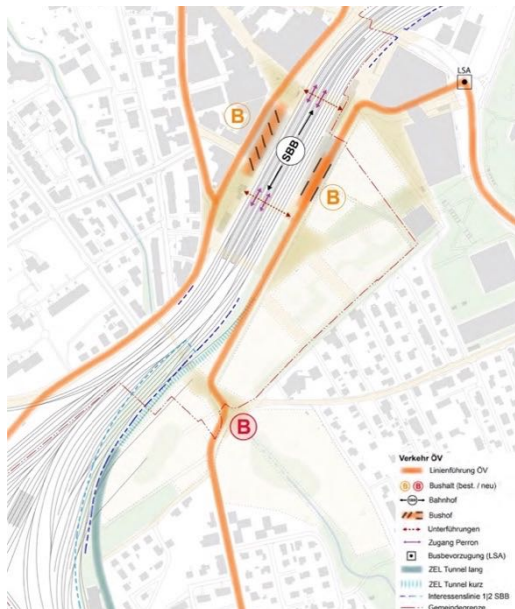 LSA
B
SBB
B
B
Verkehr ÖV
Linienführung ÖV
B B Bushalt (best. / neu)
Bahnhof
Bushof
Unterführungen
Zugang Perron
Busbevorzugung (LSA)
ZEL Tunnel lang
ZEL Tunnel kurz
Interessenslinie 1|2 SBB
Gemeindegrenze